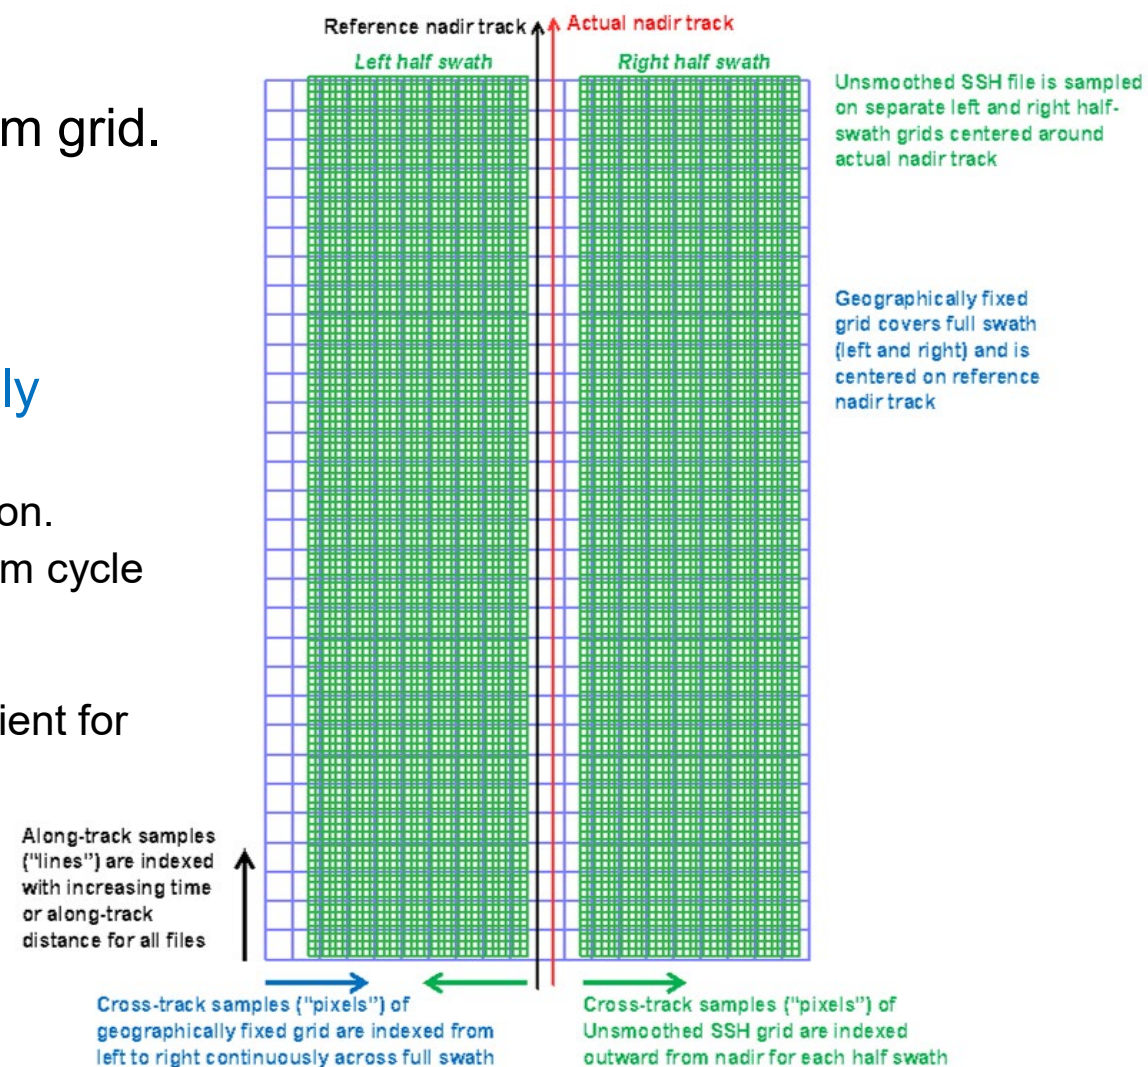 Reference nadir track
Actual nadir track
Left half swath
Right half swath
m grid.
ly
on.
m cycle
ient for
Unsmoothed SSH file is sampled
on separate left and right half-
swath grids centered around
actual nadir track
Geographically fixed
grid covers full swath
(left and right) and is
centered on reference
nadir track
Along-track samples
("lines") are indexed
with increasing time
or along-track
distance for all files
Cross-track samples ("pixels") of
geographically fixed grid are indexed from
left to right continuously across full swath
Cross-track samples ("pixels") of
Unsmoothed SSH grid are indexed
outward from nadir for each half swath